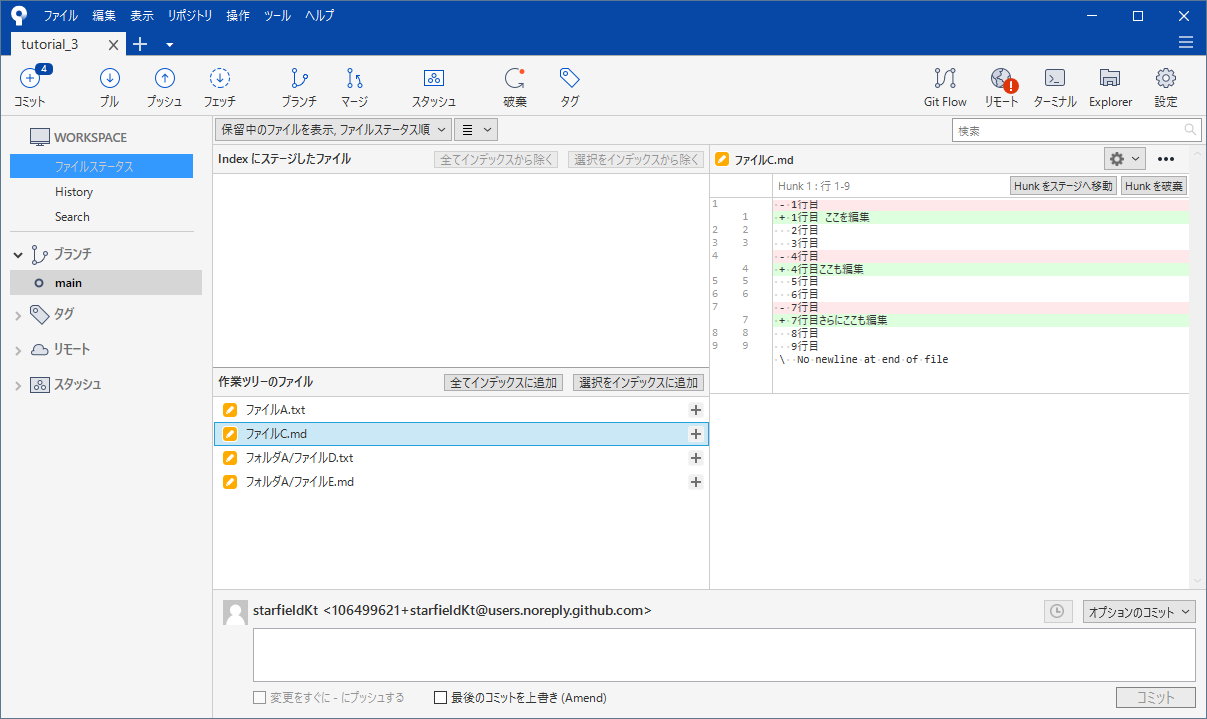 ファイル 編集 表示 リポジトリ 操作 ツール ヘルプ
tutorial_3
4
コミット プル プッシュ フェッチ ブランチ マージ スタッシュ 破棄 タグ Git Flow リモート ターミナル Explorer 設定
WORKSPACE
ファイルステータス
History
Search
ブランチ
main
タグ
リモート
スタッシュ
保留中のファイルを表示, ファイルステータス順
検索
Index にステージしたファイル 全てインデックスから除く 選択をインデックスから除く
作業ツリーのファイル 全てインデックスに追加 選択をインデックスに追加
ファイルA.txt
ファイルC.md
フォルダA/ファイルD.txt
フォルダA/ファイルE.md
ファイルC.md
Hunk 1 : 行 1-9 Hunk をステージへ移動 Hunk を破棄
1 - 1行目
1 + 1行目 ここを編集
2 2 2行目
3 3 3行目
4 - 4行目
4 + 4行目ここも編集
5 5 5行目
6 6 6行目
7 - 7行目
7 + 7行目さらにここも編集
8 8 8行目
9 9 9行目
\ No newline at end of file
starfieldKt <106499621+starfieldKt@users.noreply.github.com> オプションのコミット
変更をすぐに - にプッシュする 最後のコミットを上書き (Amend) コミット